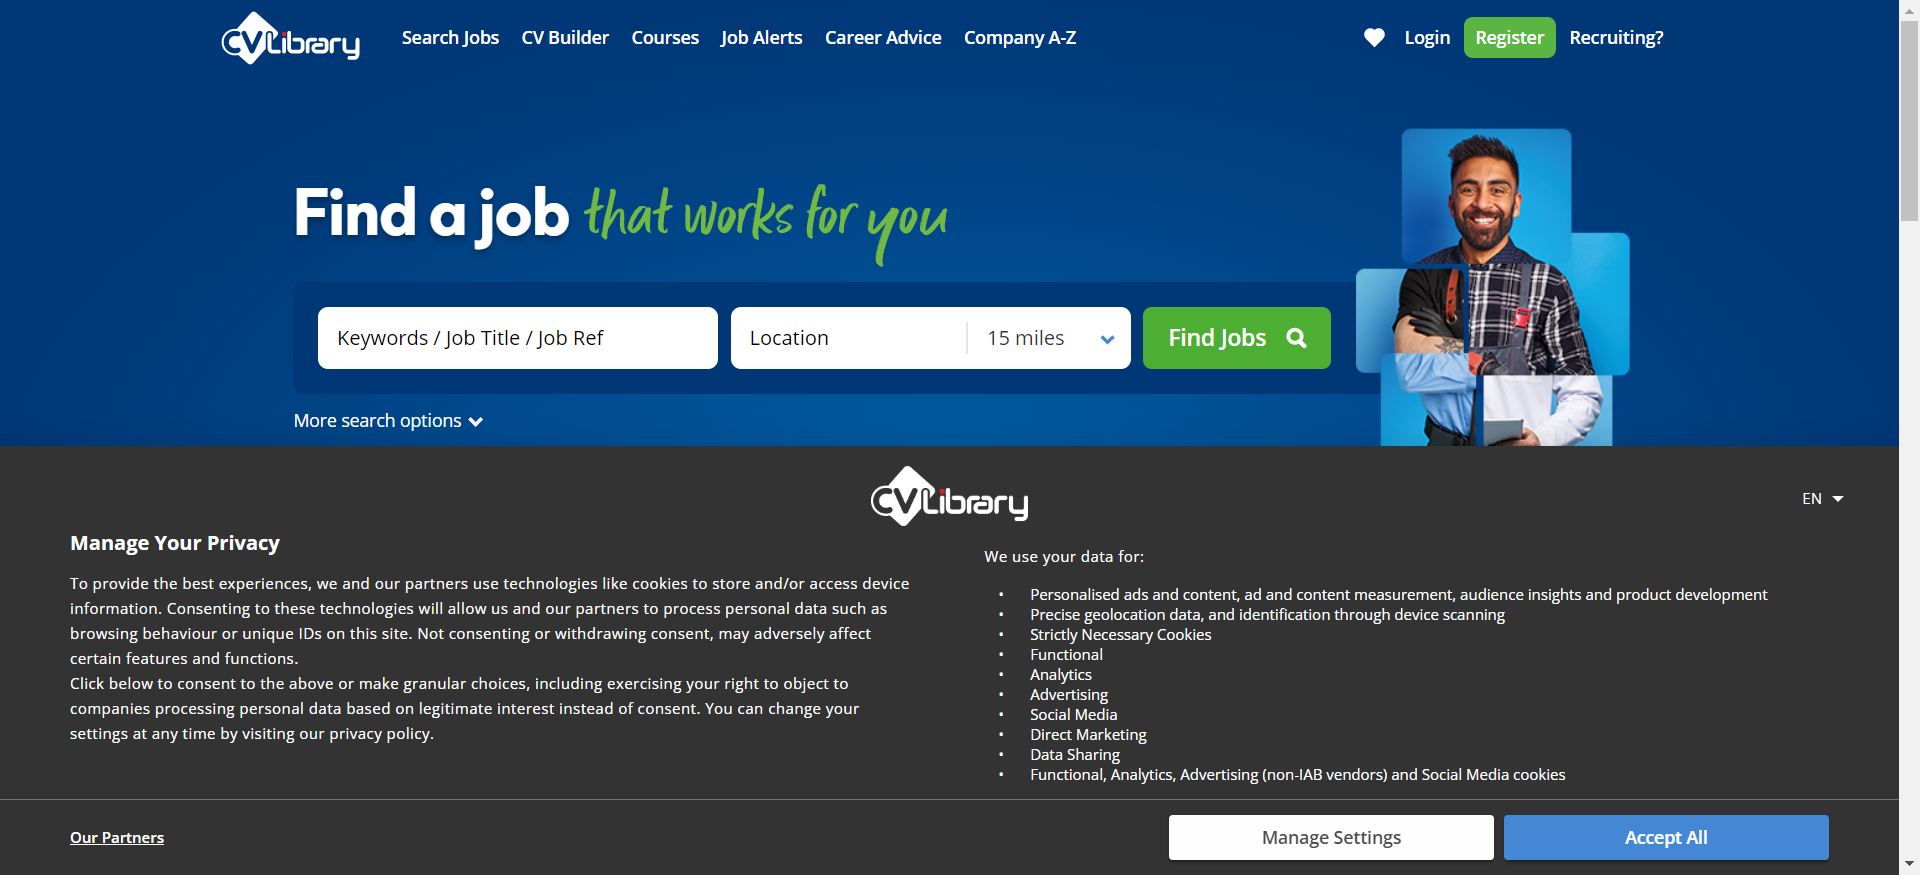 CVLibrary
Search Jobs CV Builder Courses Job Alerts Career Advice Company A-Z
Login Register Recruiting?
Find a job that works for you
Keywords / Job Title / Job Ref
Location
15 miles
Find Jobs
More search options
CVLibrary
EN
Manage Your Privacy
To provide the best experiences, we and our partners use technologies like cookies to store and/or access device
information. Consenting to these technologies will allow us and our partners to process personal data such as
browsing behaviour or unique IDs on this site. Not consenting or withdrawing consent, may adversely affect
certain features and functions.
Click below to consent to the above or make granular choices, including exercising your right to object to
companies processing personal data based on legitimate interest instead of consent. You can change your
settings at any time by visiting our privacy policy.
We use your data for:
• Personalised ads and content, ad and content measurement, audience insights and product development
• Precise geolocation data, and identification through device scanning
• Strictly Necessary Cookies
• Functional
• Analytics
• Advertising
• Social Media
• Direct Marketing
• Data Sharing
• Functional, Analytics, Advertising (non-IAB vendors) and Social Media cookies
Our Partners
Manage Settings
Accept All